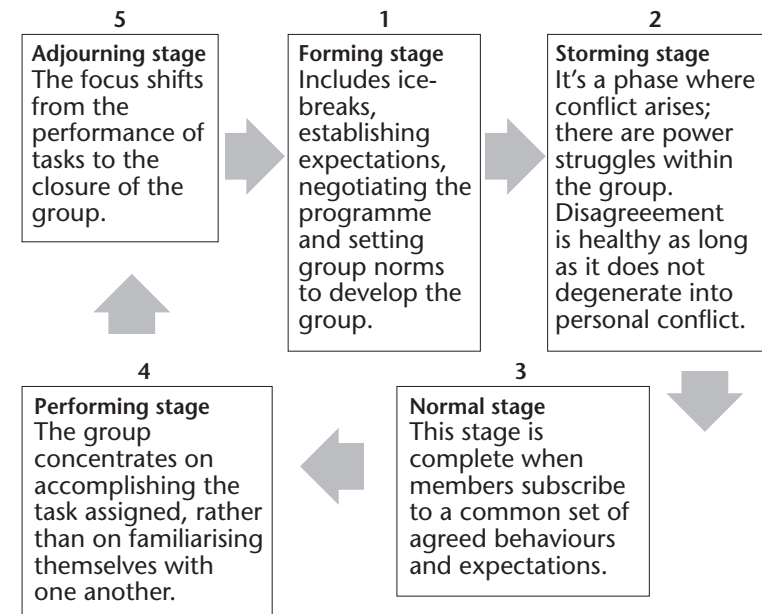 5
Adjourning stage
The focus shifts
from the
performance of
tasks to the
closure of the
group.
1
Forming stage
Includes ice-
breaks,
establishing
expectations,
negotiating the
programme
and setting
group norms
to develop the
group.
2
Storming stage
It's a phase where
conflict arises;
there are power
struggles within
the group.
Disagreeement
is healthy as long
as it does not
degenerate into
personal conflict.
4
Performing stage
The group
concentrates on
accomplishing the
task assigned, rather
than on familiarising
themselves with
one another.
3
Normal stage
This stage is
complete when
members subscribe
to a common set of
agreed behaviours
and expectations.